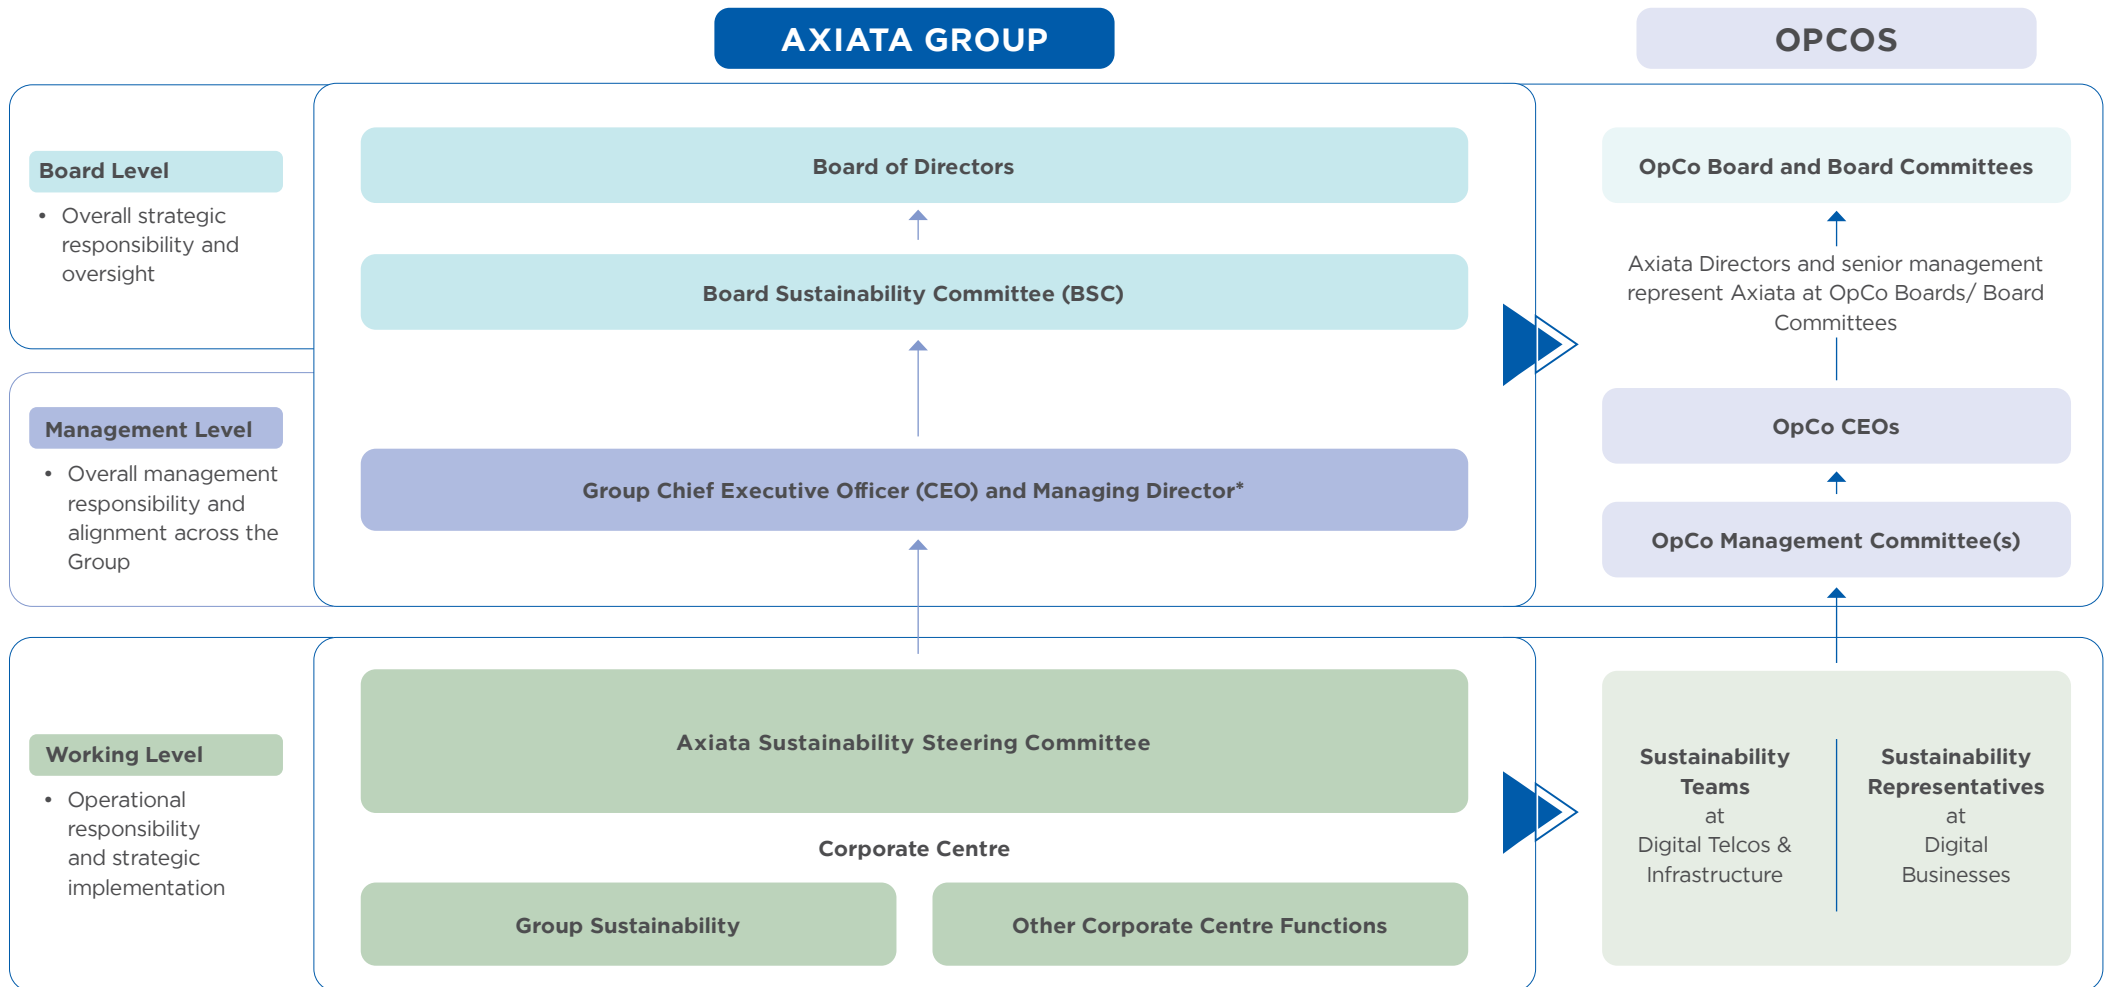 AXIATA GROUP
OPCOS
Board Level
• Overall strategic
responsibility and
oversight
Board of Directors
Board Sustainability Committee (BSC)
OpCo Board and Board Committees
Axiata Directors and senior management
represent Axiata at OpCo Boards/ Board
Committees
Management Level
• Overall management
responsibility and
alignment across the
Group
Group Chief Executive Officer (CEO) and Managing Director*
OpCo CEOs
OpCo Management Committee(s)
Working Level
• Operational
responsibility
and strategic
implementation
Axiata Sustainability Steering Committee
Corporate Centre
Group Sustainability
Other Corporate Centre Functions
Sustainability
Teams
at
Digital Telcos &
Infrastructure
Sustainability
Representatives
at
Digital
Businesses